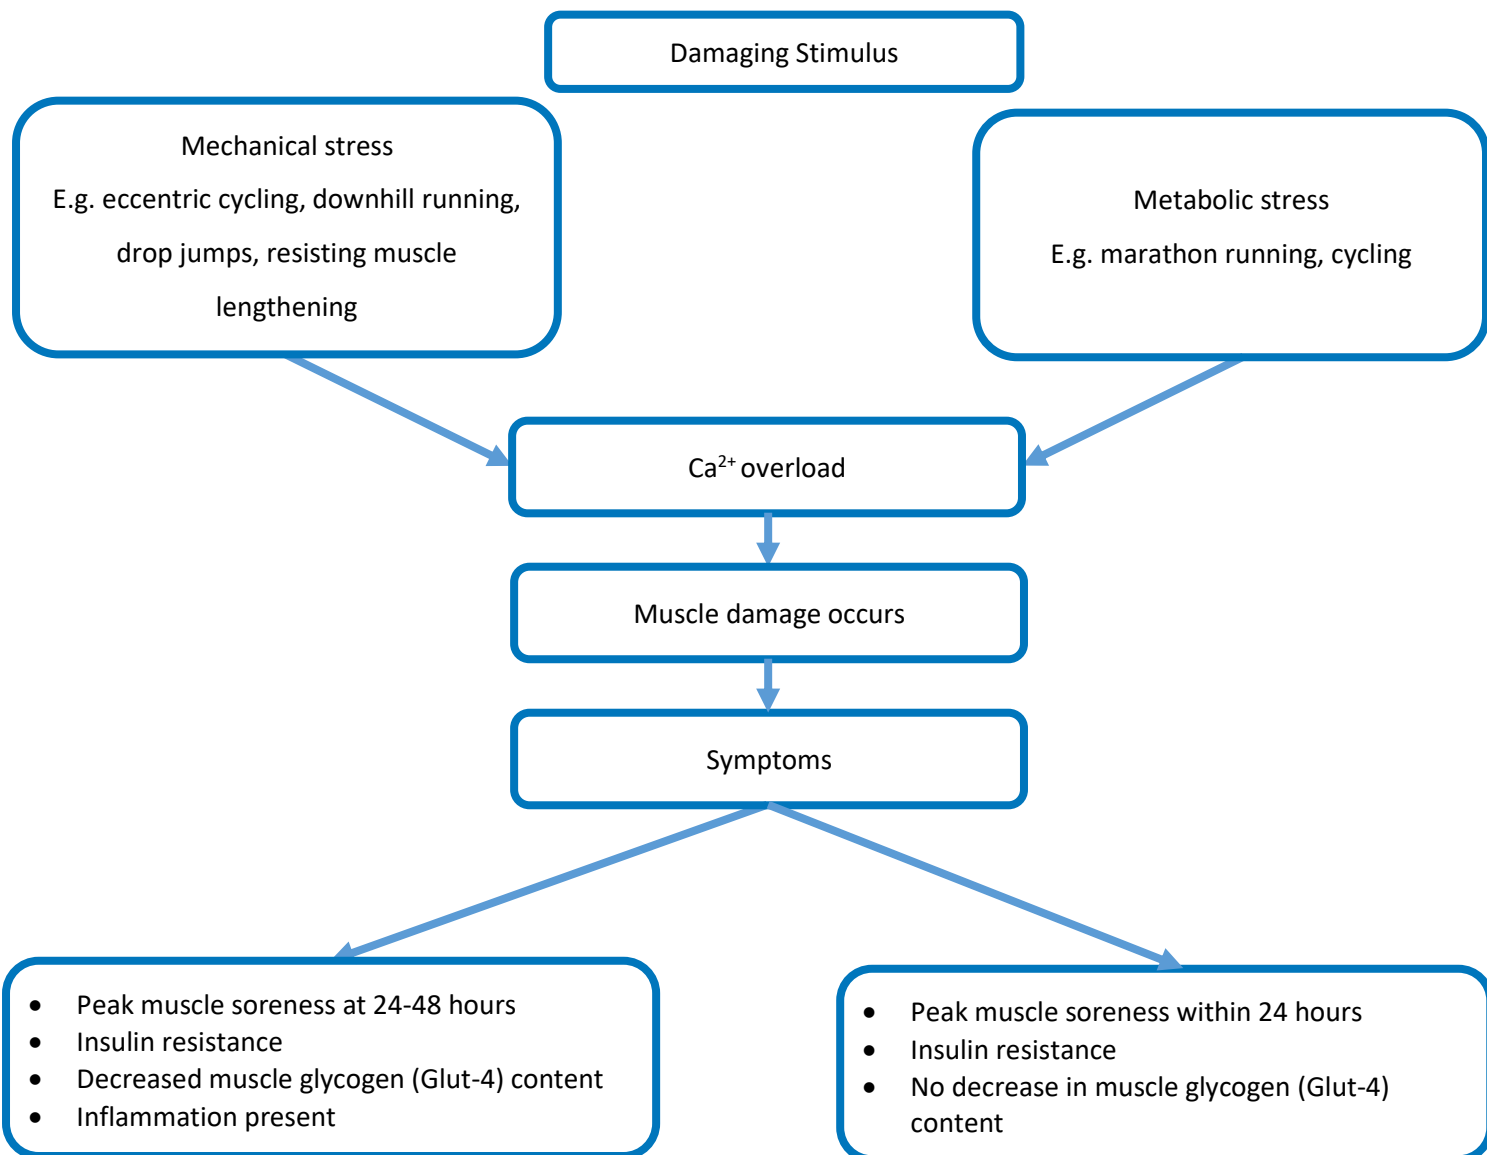 Damaging Stimulus
Mechanical stress
E.g. eccentric cycling, downhill running,
drop jumps, resisting muscle
lengthening
Metabolic stress
E.g. marathon running, cycling
Ca²⁺ overload
Muscle damage occurs
Symptoms
• Peak muscle soreness at 24-48 hours
• Insulin resistance
• Decreased muscle glycogen (Glut-4) content
• Inflammation present
• Peak muscle soreness within 24 hours
• Insulin resistance
• No decrease in muscle glycogen (Glut-4)
content